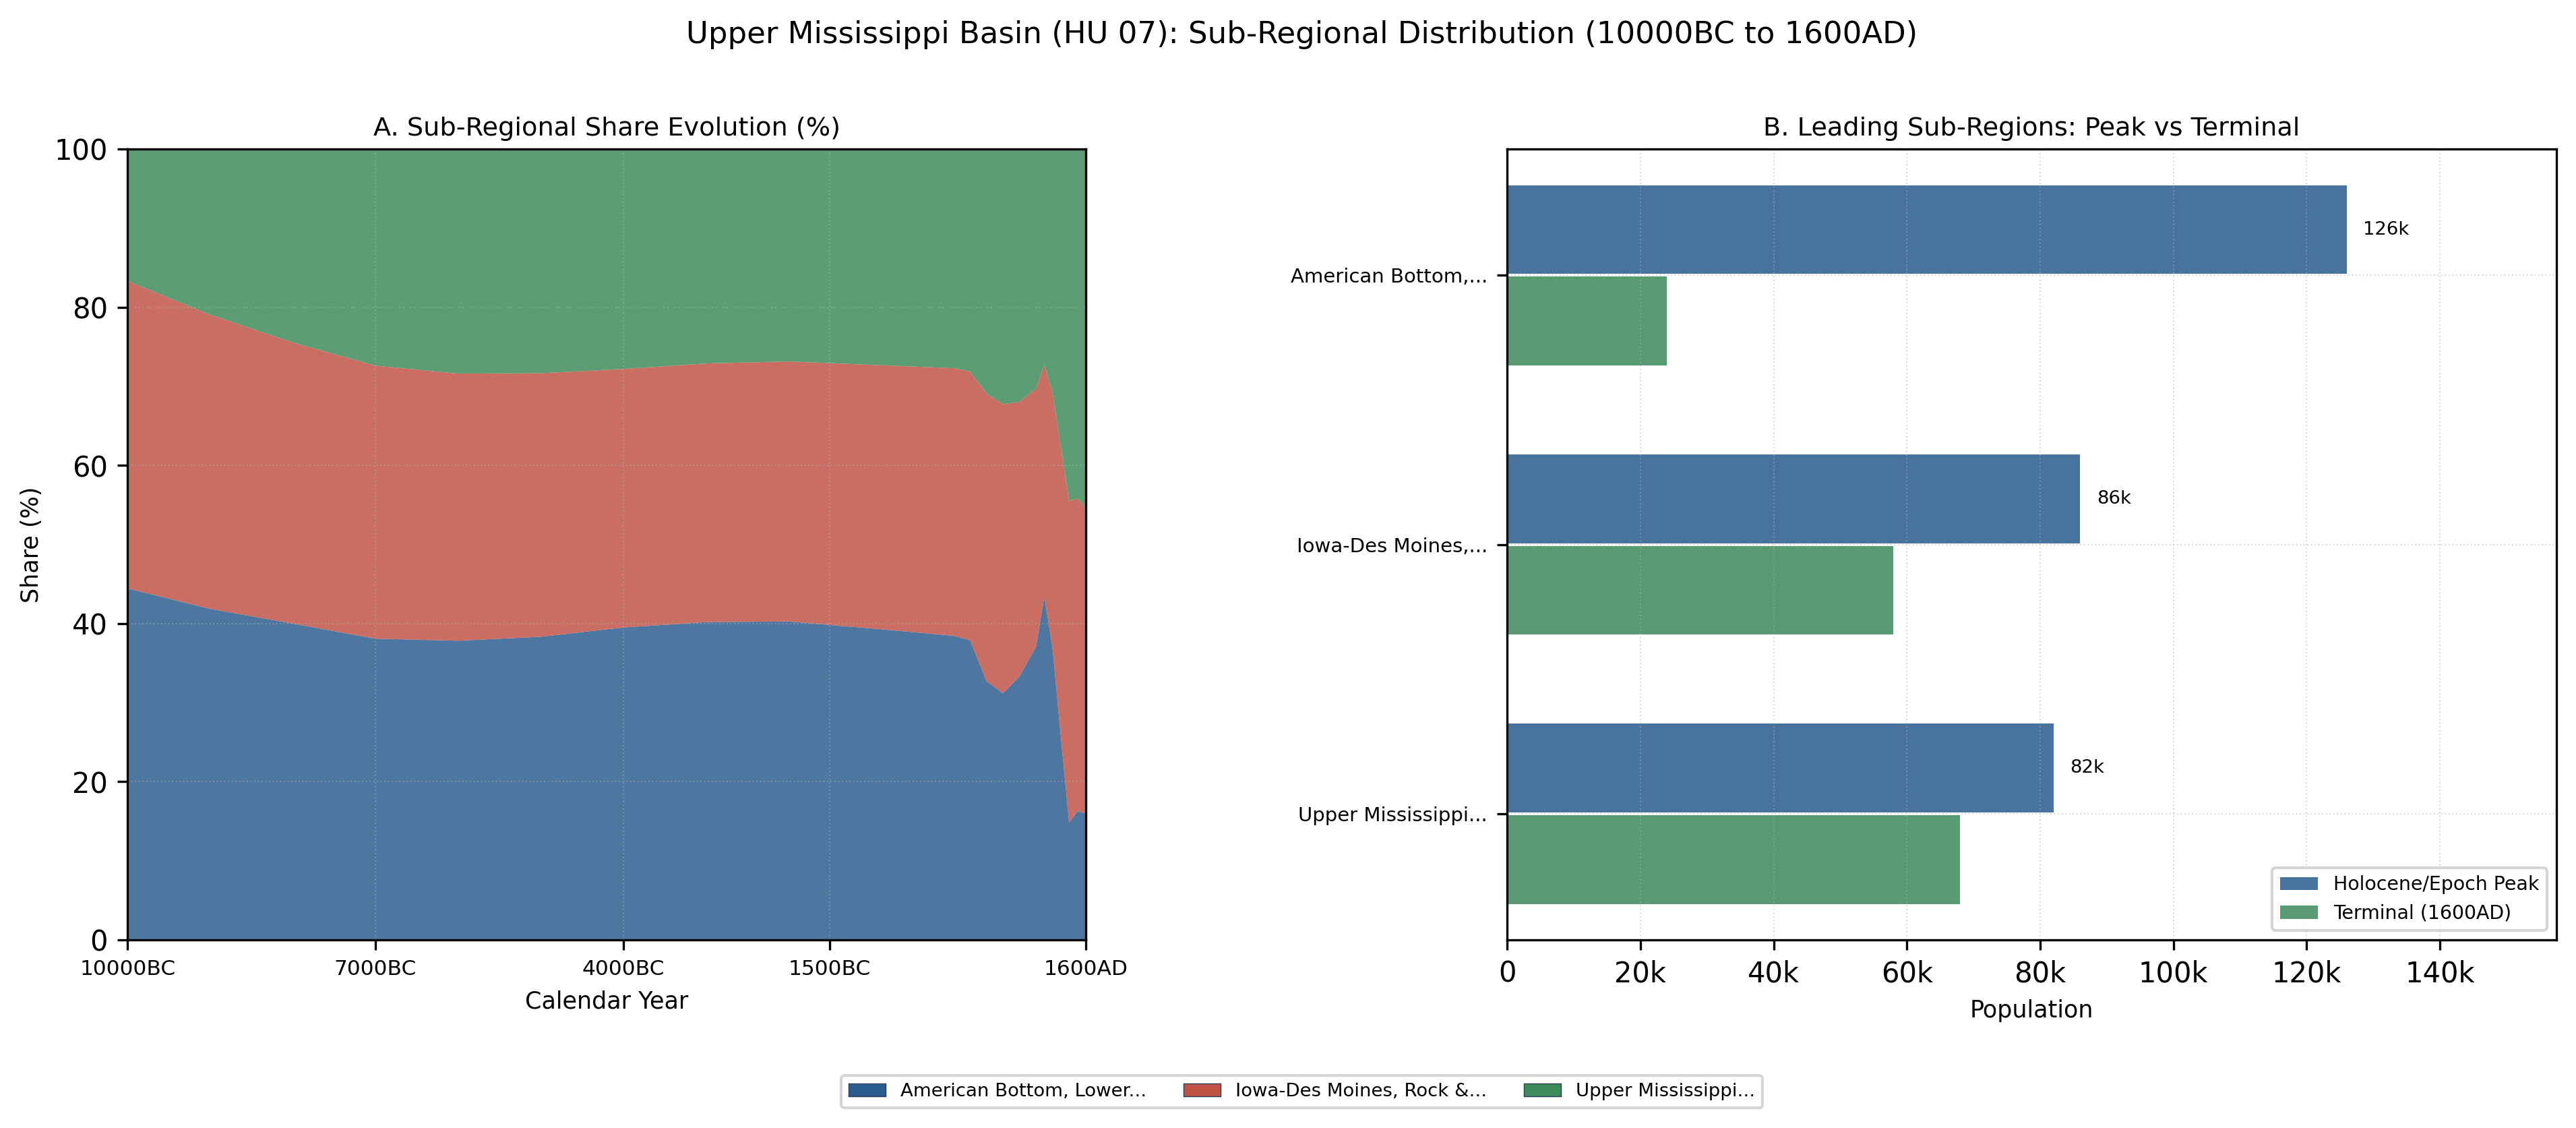 Upper Mississippi Basin (HU 07): Sub-Regional Distribution (10000BC to 1600AD)
A. Sub-Regional Share Evolution (%)
100
80
60
40
20
0
Share (%)
10000BC
7000BC
4000BC
1500BC
1600AD
Calendar Year
B. Leading Sub-Regions: Peak vs Terminal
American Bottom,...
Iowa-Des Moines,...
Upper Mississippi...
126k
86k
82k
Holocene/Epoch Peak
Terminal (1600AD)
0
20k
40k
60k
80k
100k
120k
140k
Population
American Bottom, Lower...
Iowa-Des Moines, Rock &...
Upper Mississippi...